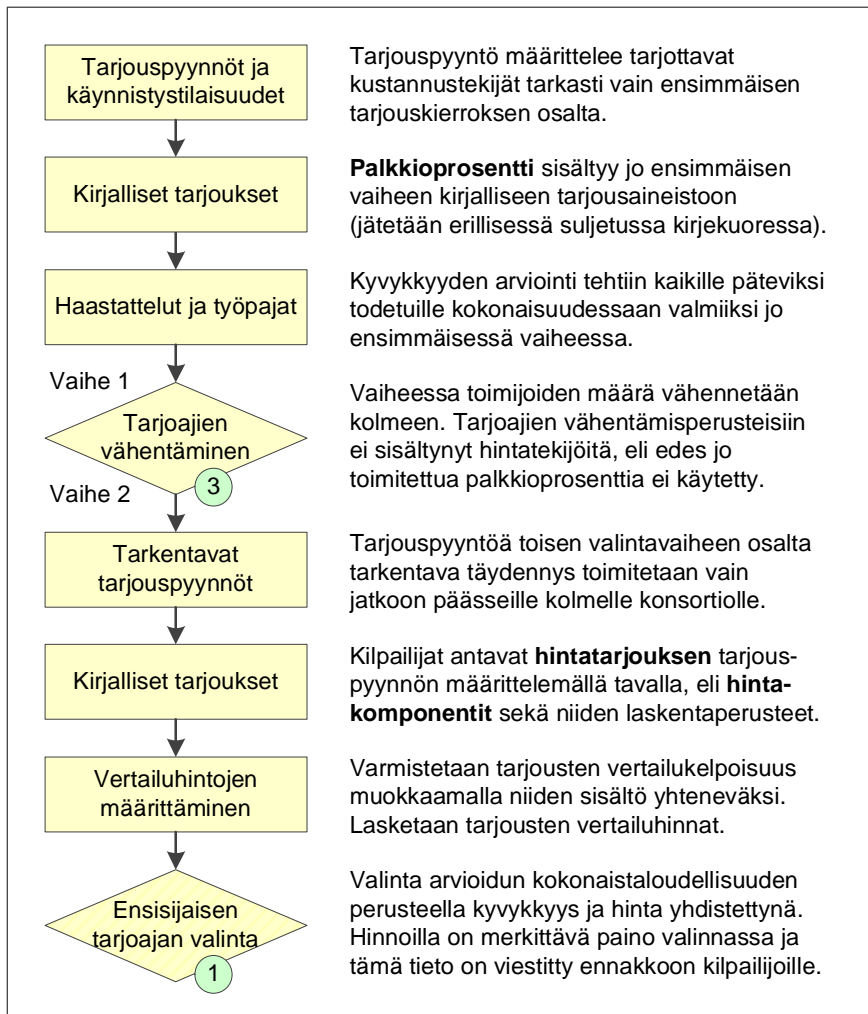 Tarjouspyynnöt ja
käynnistystilaisuudet
Tarjouspyyntö määrittelee tarjottavat
kustannustekijät tarkasti vain ensimmäisen
tarjouskierroksen osalta.
Kirjalliset tarjoukset
Palkkioprosentti sisältyy jo ensimmäisen
vaiheen kirjalliseen tarjousaineistoon
(jätetään erillisessä suljetussa kirjekuoressa).
Haastattelut ja työpajat
Kyvykkyyden arviointi tehtiin kaikille päteviksi
todetuille kokonaisuudessaan valmiiksi jo
ensimmäisessä vaiheessa.
Vaihe 1
Tarjoajien
vähentäminen
3
Vaihe 2
Vaiheessa toimijoiden määrä vähennetään
kolmeen. Tarjoajien vähentämisperusteisiin
ei sisältynyt hintatekijöitä, eli edes jo
toimitettua palkkioprosenttia ei käytetty.
Tarkentavat
tarjouspyynnöt
Tarjouspyyntöä toisen valintavaiheen osalta
tarkentava täydennys toimitetaan vain
jatkoon päässeille kolmelle konsortiolle.
Kirjalliset tarjoukset
Kilpailijat antavat hintatarjouksen tarjous-
pyynnön määrittelemällä tavalla, eli hinta-
komponentit sekä niiden laskentaperusteet.
Vertailuhintojen
määrittäminen
Varmistetaan tarjousten vertailukelpoisuus
muokkaamalla niiden sisältö yhteneväksi.
Lasketaan tarjousten vertailuhinnat.
Ensisijaisen
tarjoajan valinta
1
Valinta arvioidun kokonaistaloudellisuuden
perusteella kyvykkyys ja hinta yhdistettynä.
Hinnoilla on merkittävä paino valinnassa ja
tämä tieto on viestitty ennakkoon kilpailijoille.